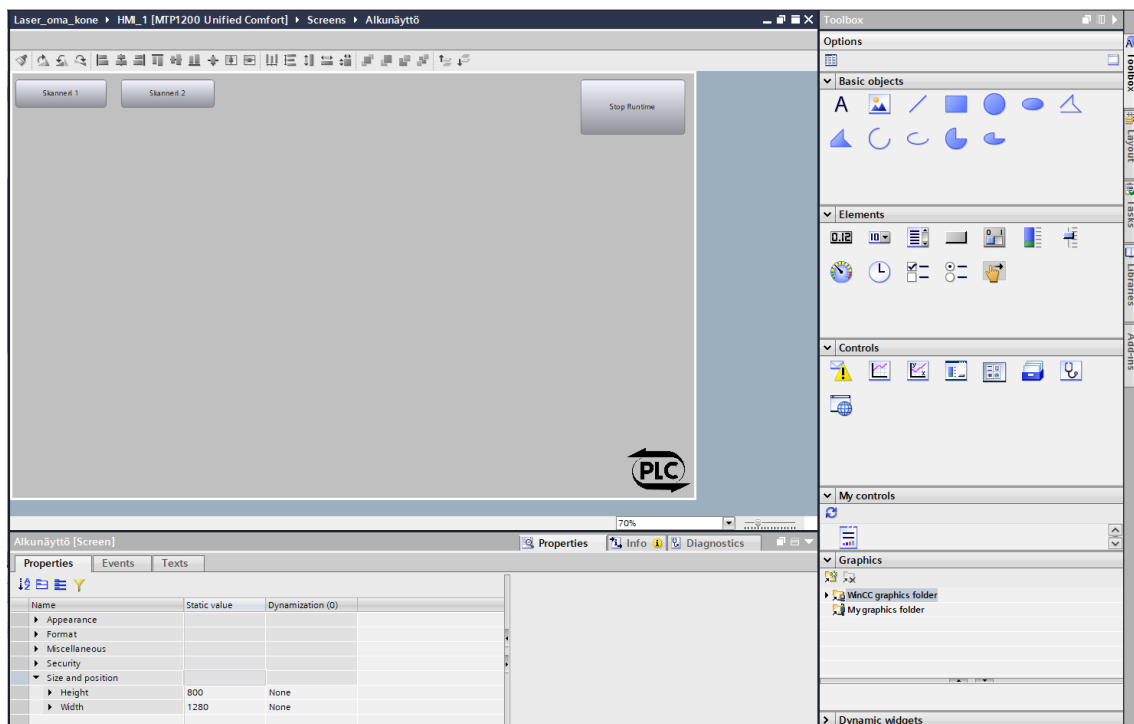 Laser_oma_kone ▸ HMI_1 [MTP1200 Unified Comfort] ▸ Screens ▸ Alkunäyttö
Toolbox
Options
Skanneri 1
Skanneri 2
Stop Runtime
PLC
70%
Basic objects
Elements
Controls
My controls
Graphics
WinCC graphics folder
My graphics folder
Dynamic widgets
Toolbox
Layout
Tasks
Libraries
Add-ins
Alkunäyttö [Screen]
Properties
Info
Diagnostics
Properties Events Texts
Name Static value Dynamization (0)
Appearance
Format
Miscellaneous
Security
Size and position
Height 800 None
Width 1280 None